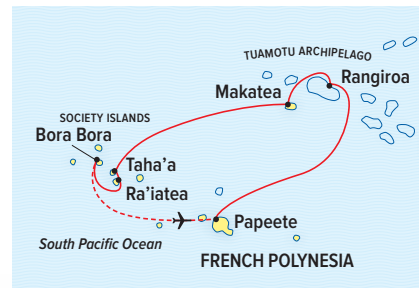 TUAMOTU ARCHIPELAGO
Rangiroa
Makatea
SOCIETY ISLANDS
Bora Bora
Taha'a
Ra'iatea
Papeete
South Pacific Ocean
FRENCH POLYNESIA